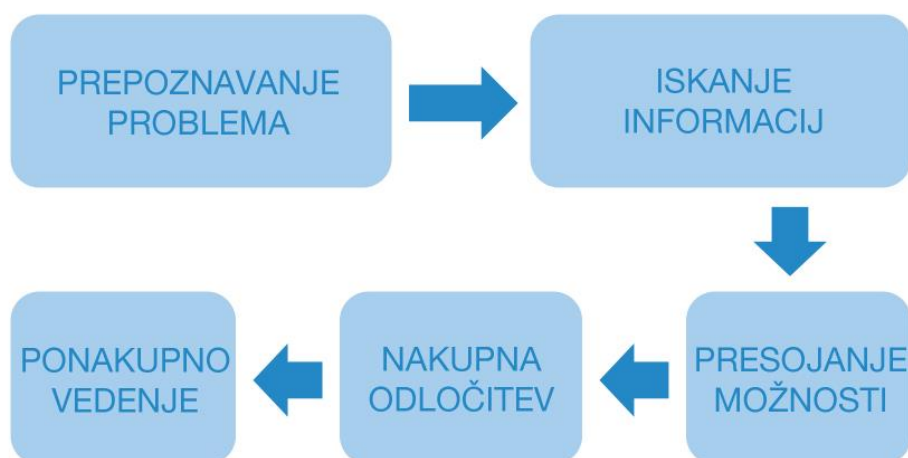 PREPOZNAVANJE
PROBLEMA
ISKANJE
INFORMACIJ
PRESOJANJE
MOŽNOSTI
NAKUPNA
ODLOČITEV
PONAKUPNO
VEDENJE